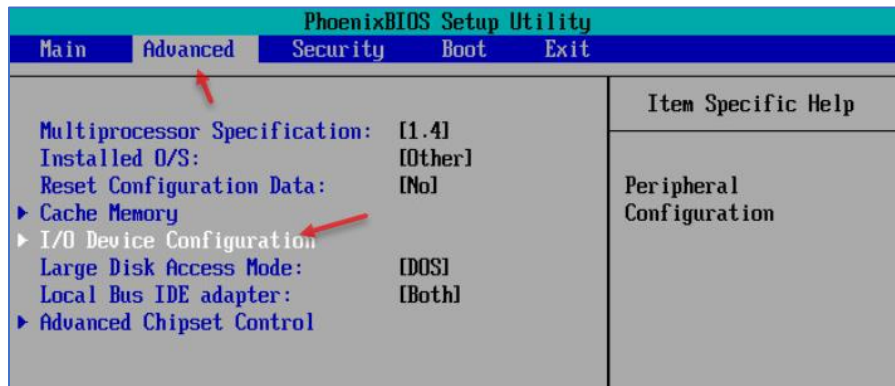 PhoenixBIOS Setup Utility
Main Advanced Security Boot Exit
Item Specific Help
Multiprocessor Specification: [1.4]
Installed O/S: [Other]
Reset Configuration Data: [No]
Peripheral
Cache Memory
Configuration
I/O Device Configuration
Large Disk Access Mode: [DOS]
Local Bus IDE adapter: [Both]
Advanced Chipset Control